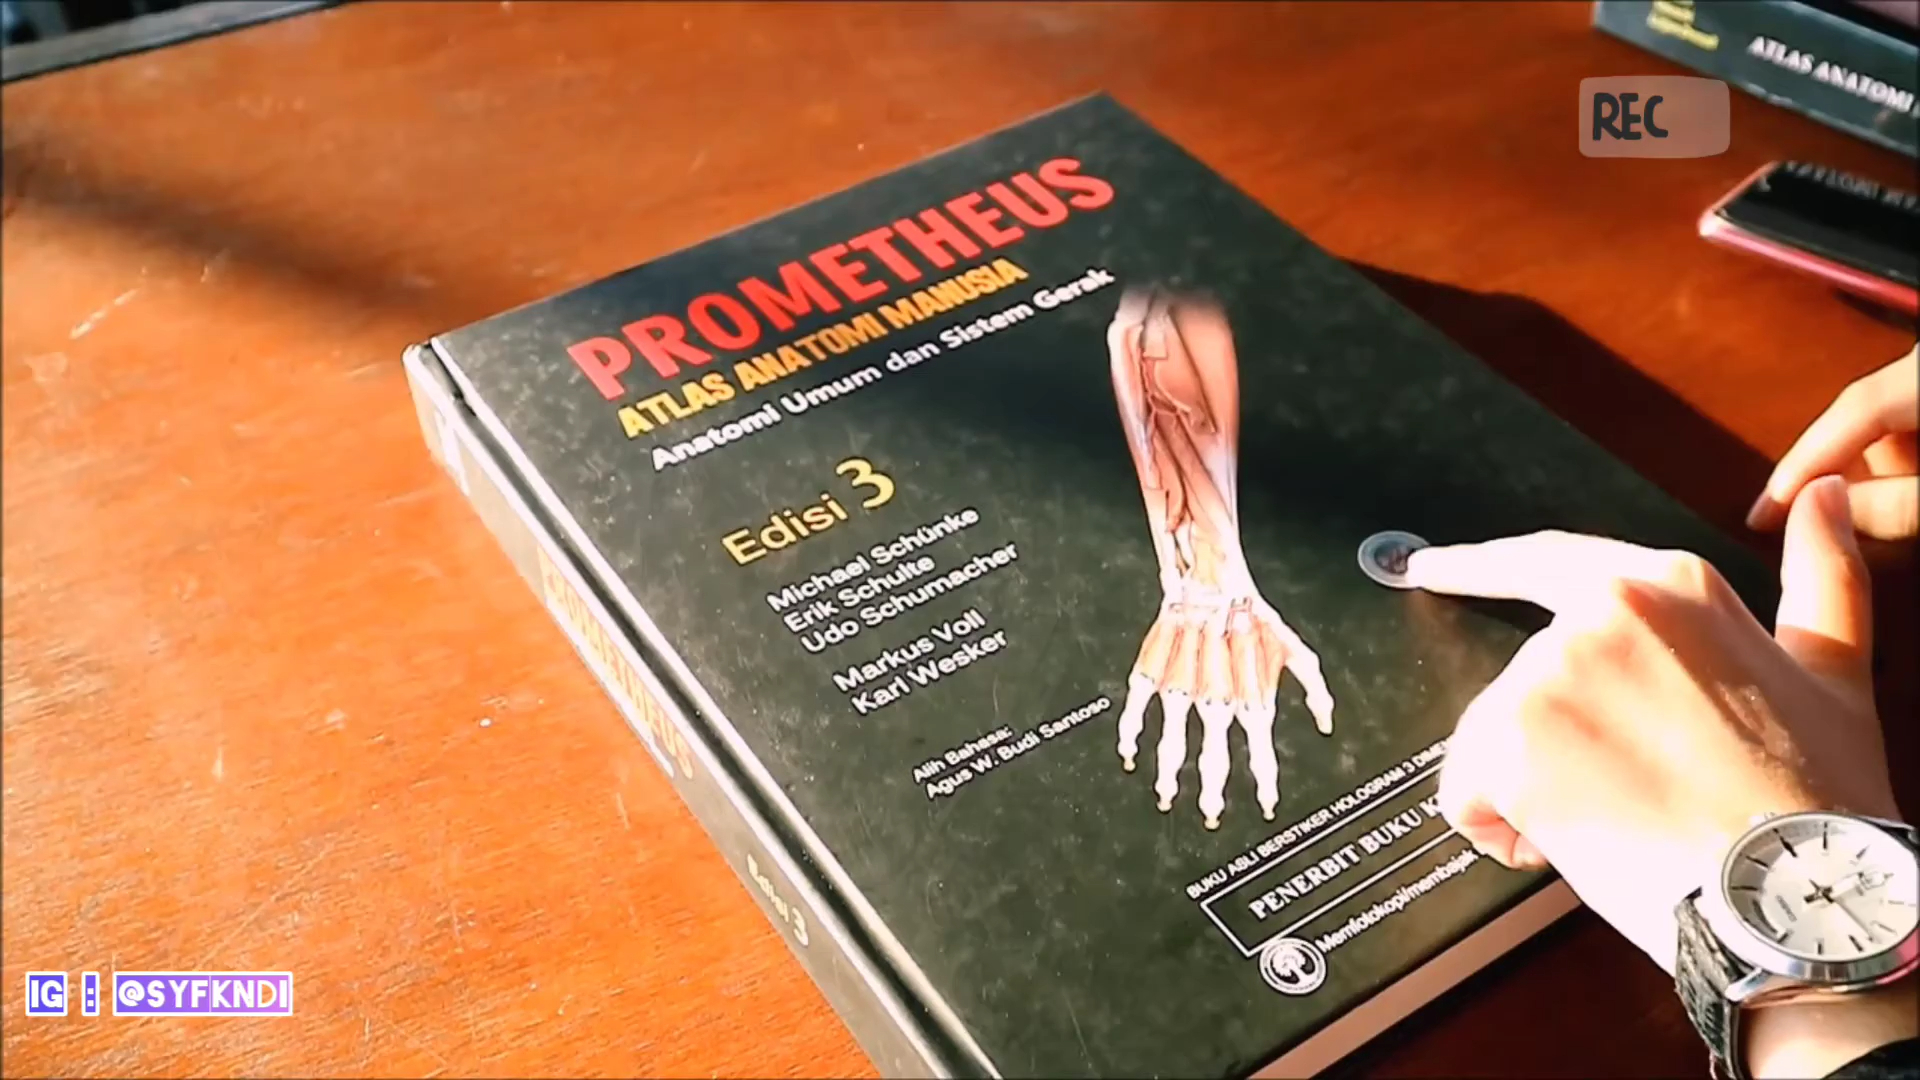 PROMETHEUS
ATLAS ANATOMI MANUSIA
Anatomi Umum dan Sistem Gerak
Edisi 3
Michael Schünke
Erik Schulte
Udo Schumacher
Markus Voll
Karl Wesker
Alih Bahasa:
Agus W. Budi Santoso
BUKU ASLI BERSTIKER HOLOGRAM 3
PENERBIT BUKU
Memfotokopi/membajak
PROMETHEUS
Edisi 3
ATLAS ANATOMI
REC
IG : @SYFKNDI